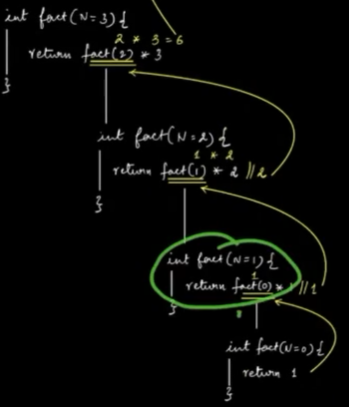 int fact(N=3){
2 * 3 = 6
return fact(2) * 3
}
int fact(N=2){
1 * 2
return fact(1) * 2 //2
}
int fact(N=1){
1
return fact(0) * 1 //1
}
int fact(N=0){
return 1
}